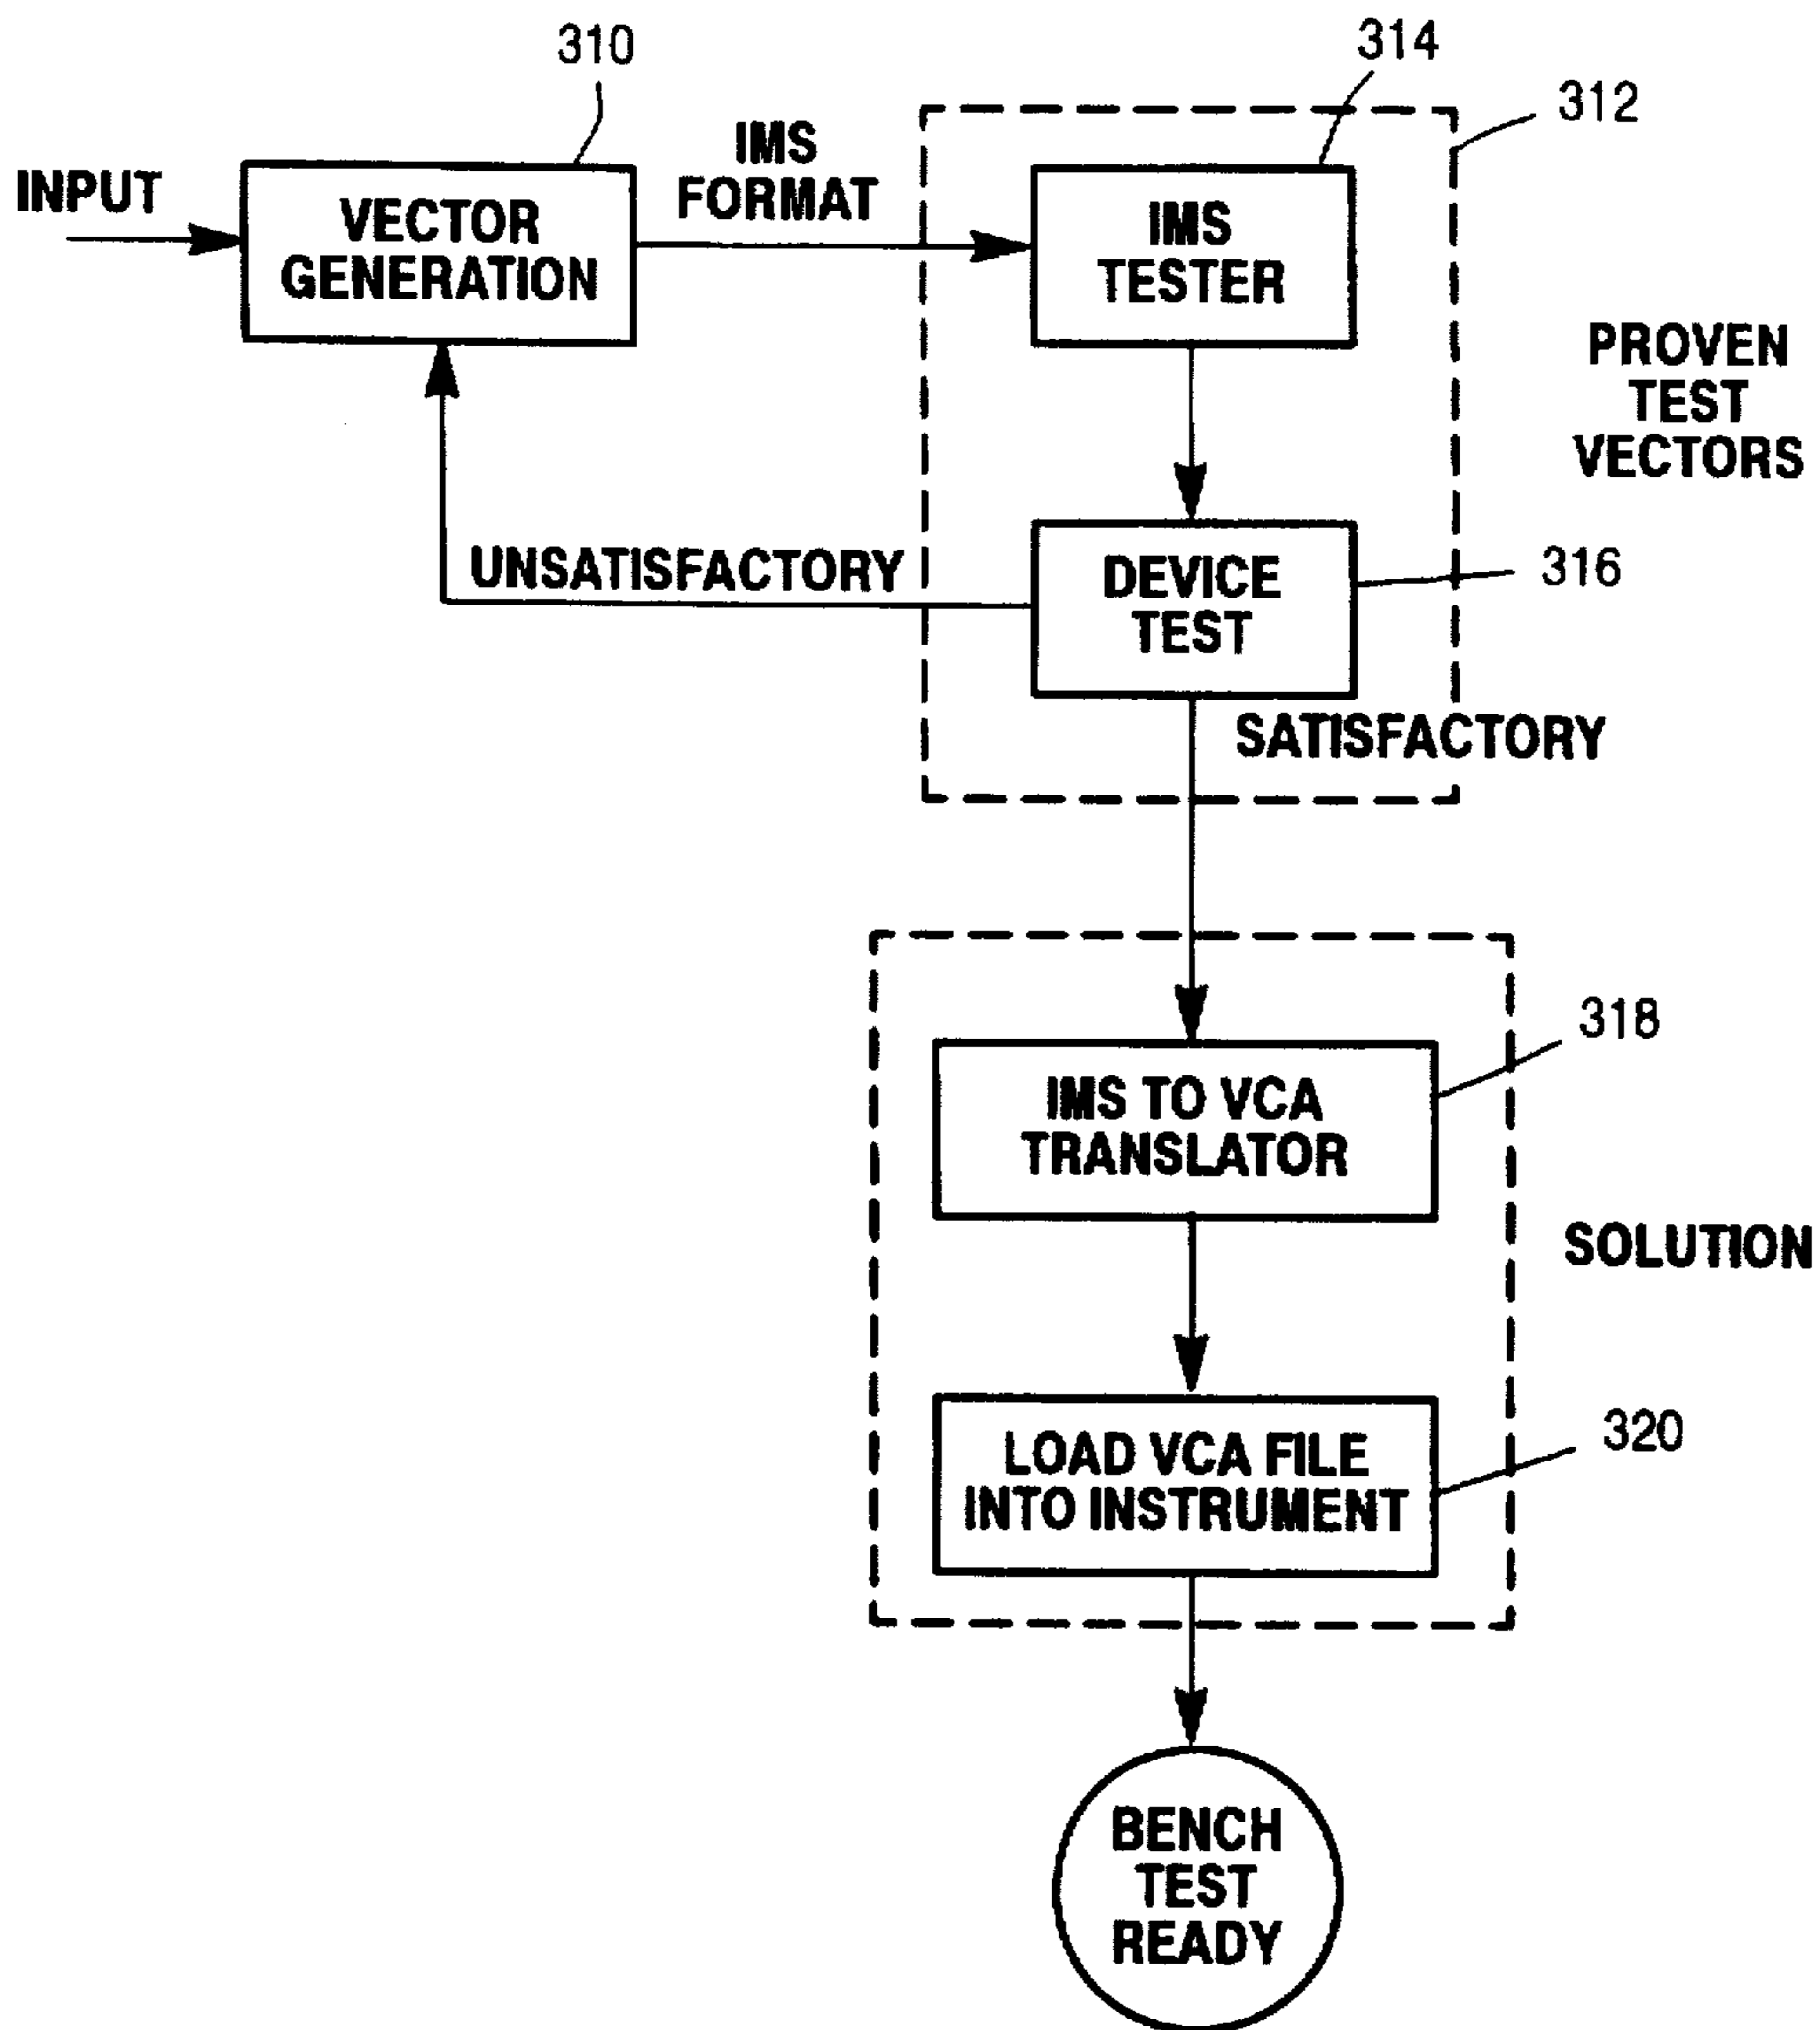 310
314
312
INPUT
VECTOR
GENERATION
IMS
FORMAT
IMS
TESTER
PROVEN
TEST
VECTORS
UNSATISFACTORY
DEVICE
TEST
316
SATISFACTORY
318
IMS TO VCA
TRANSLATOR
SOLUTION
320
LOAD VCA FILE
INTO INSTRUMENT
BENCH
TEST
READY